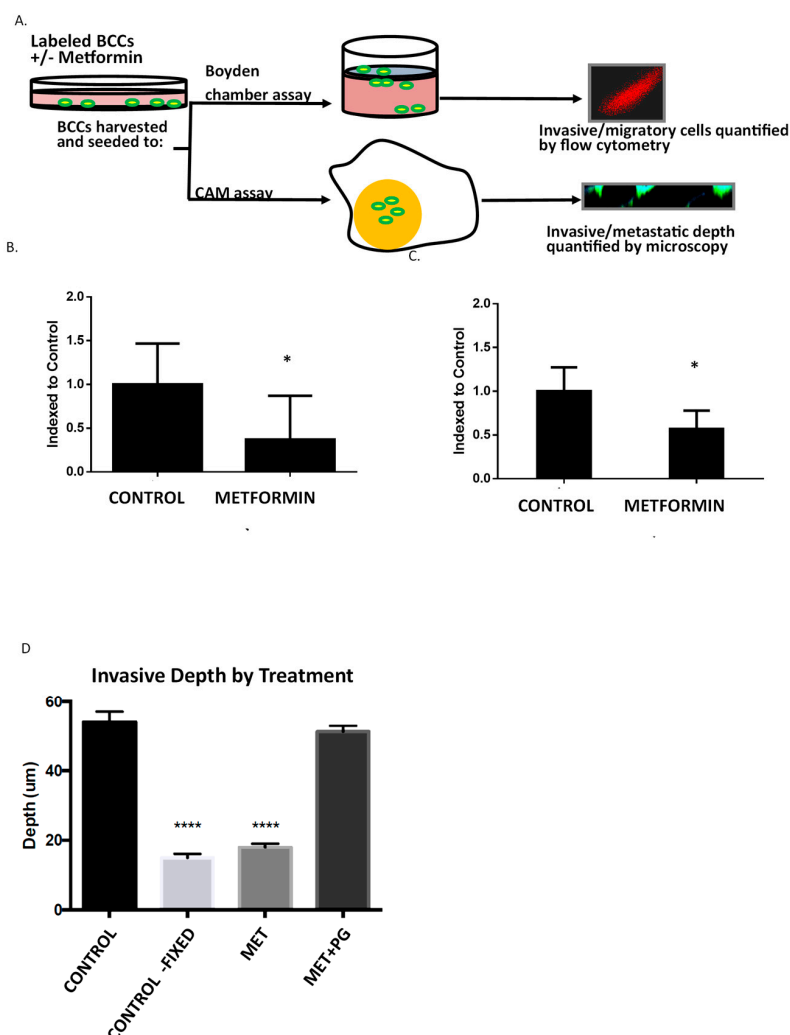 A.
Labeled BCCs
+/- Metformin
Boyden
chamber assay
BCCs harvested
and seeded to:
Invasive/migratory cells quantified
by flow cytometry
CAM assay
Invasive/metastatic depth
quantified by microscopy
B.
C.
2.0
1.5
1.0
0.5
0.0
Indexed to Control
*
CONTROL
METFORMIN
2.0
1.5
1.0
0.5
0.0
Indexed to Control
*
CONTROL
METFORMIN
D
Invasive Depth by Treatment
60
40
20
0
Depth (um)
****
****
CONTROL
CONTROL -FIXED
MET
MET+PG